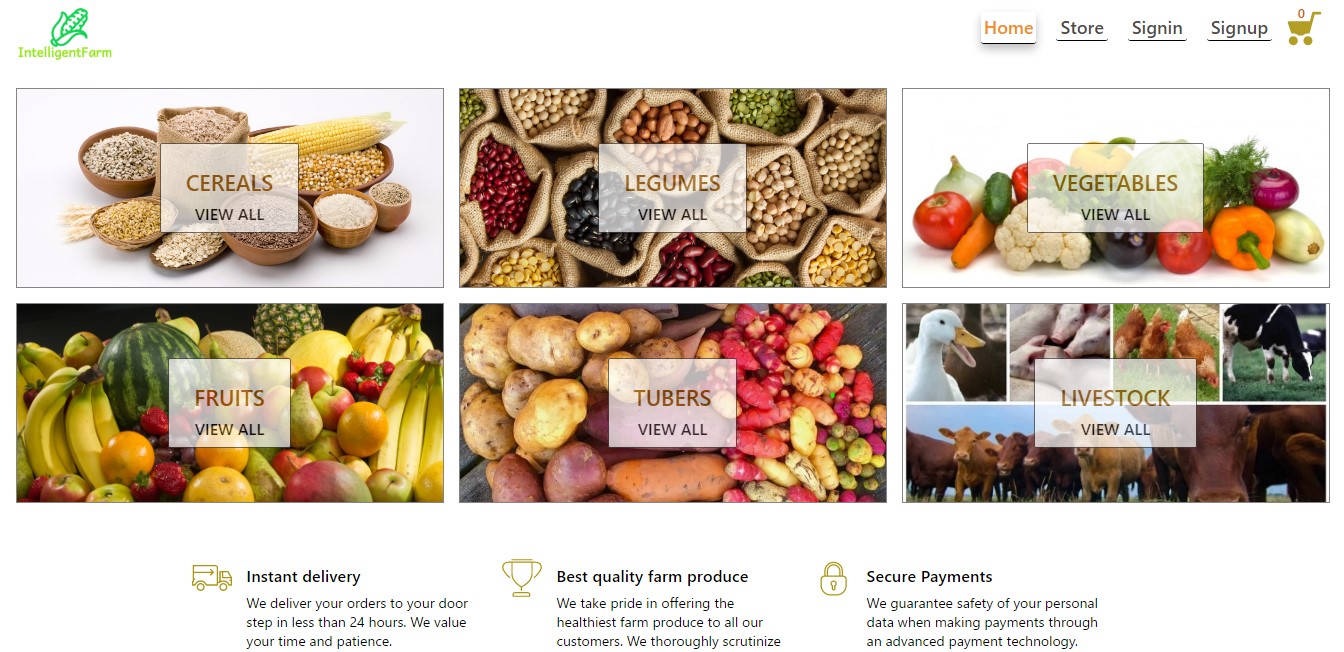 IntelligentFarm
Home Store Signin Signup 0
CEREALS
VIEW ALL
LEGUMES
VIEW ALL
VEGETABLES
VIEW ALL
FRUITS
VIEW ALL
TUBERS
VIEW ALL
LIVESTOCK
VIEW ALL
Instant delivery
We deliver your orders to your door
step in less than 24 hours. We value
your time and patience.
Best quality farm produce
We take pride in offering the
healthiest farm produce to all our
customers. We thoroughly scrutinize
Secure Payments
We guarantee safety of your personal
data when making payments through
an advanced payment technology.